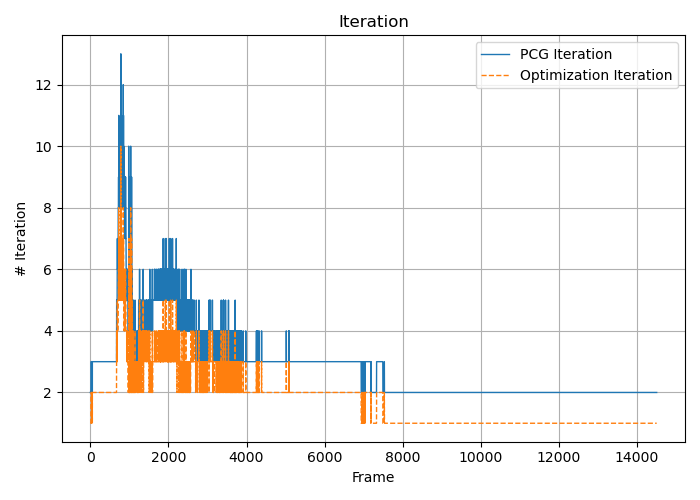 Iteration
PCG Iteration
Optimization Iteration
12
10
8
6
4
2
# Iteration
0 2000 4000 6000 8000 10000 12000 14000
Frame